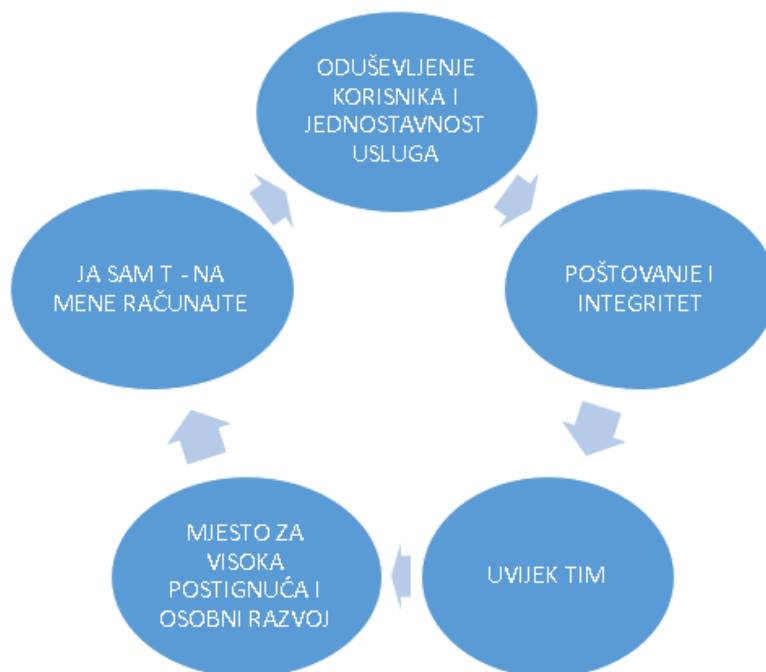 ODUŠEVLJENJE
KORISNIKA I
JEDNOSTAVNOST
USLUGA
POŠTOVANJE I
INTEGRITET
UVIJEK TIM
MJESTO ZA
VISOKA
POSTIGNUĆA I
OSOBNI RAZVOJ
JA SAM T - NA
MENE RAČUNAJTE